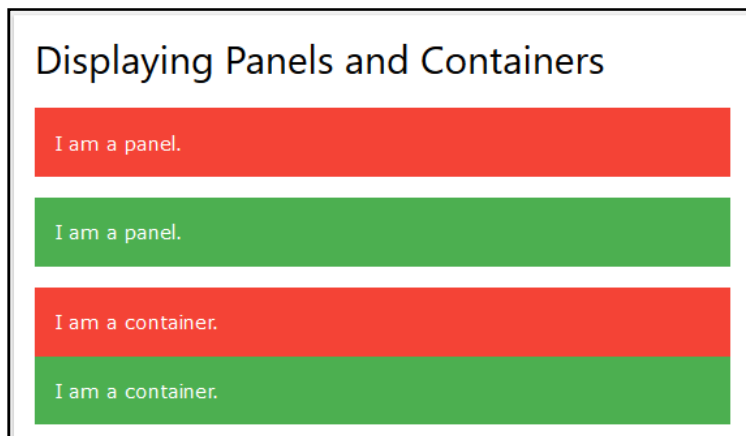 Displaying Panels and Containers
I am a panel.
I am a panel.
I am a container.
I am a container.